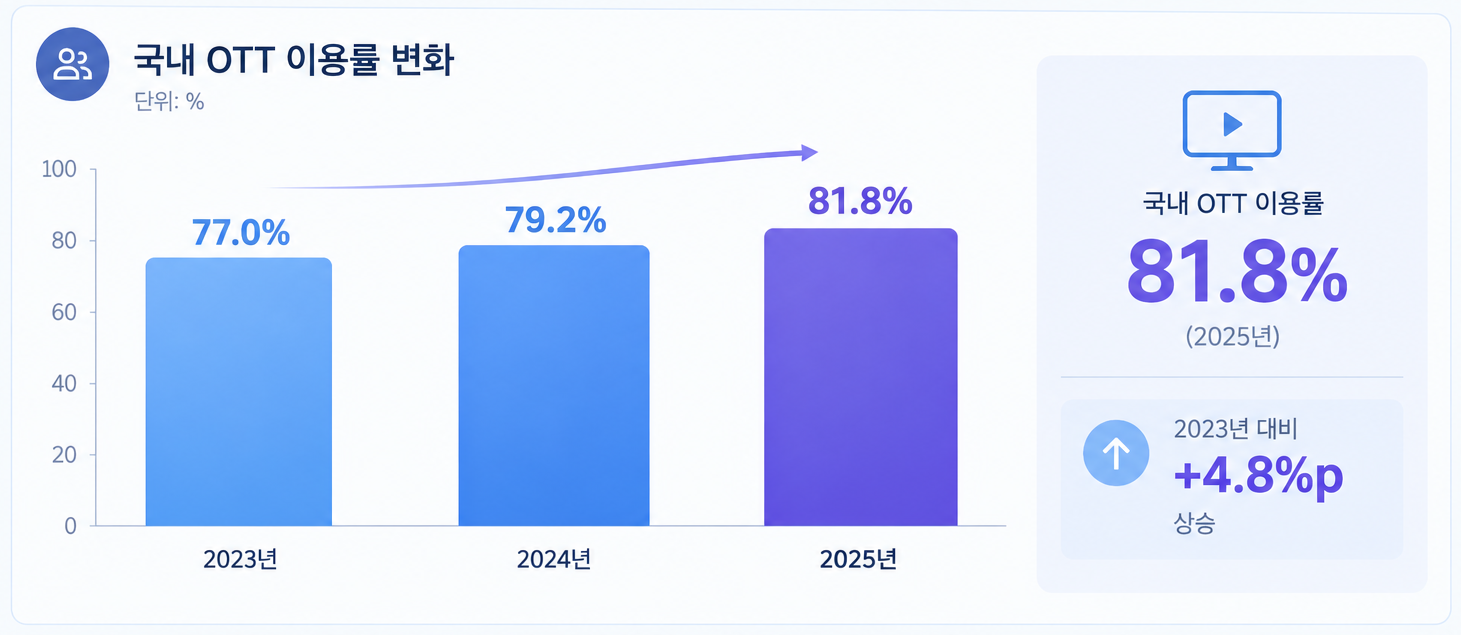 국내 OTT 이용률 변화
단위: %
100
80
60
40
20
0
77.0%
79.2%
81.8%
2023년
2024년
2025년
국내 OTT 이용률
81.8%
(2025년)
2023년 대비
+4.8%p
상승